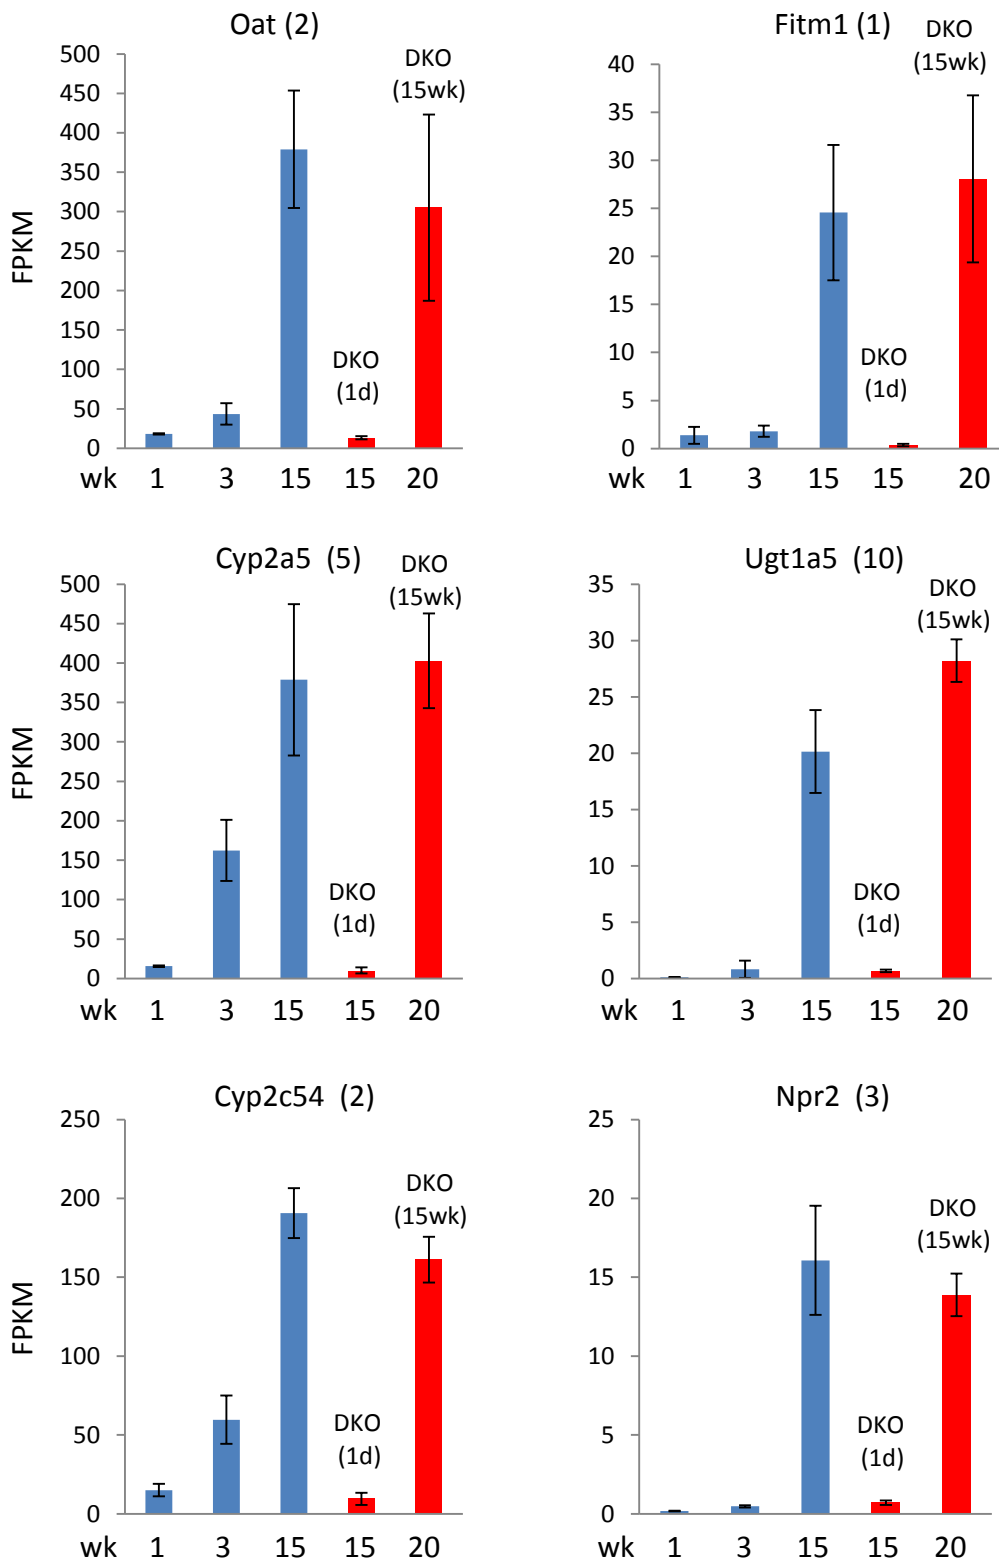 Oat (2)
DKO
(15wk)
500
450
400
350
300
250
200
150
100
50
0
FPKM
DKO
(1d)
wk 1 3 15 15 20
Fitm1 (1)
DKO
(15wk)
40
35
30
25
20
15
10
5
0
DKO
(1d)
wk 1 3 15 15 20
Cyp2a5 (5)
DKO
(15wk)
500
450
400
350
300
250
200
150
100
50
0
FPKM
DKO
(1d)
wk 1 3 15 15 20
Ugt1a5 (10)
DKO
(15wk)
35
30
25
20
15
10
5
0
DKO
(1d)
wk 1 3 15 15 20
Cyp2c54 (2)
DKO
(15wk)
250
200
150
100
50
0
FPKM
DKO
(1d)
wk 1 3 15 15 20
Npr2 (3)
DKO
(15wk)
25
20
15
10
5
0
DKO
(1d)
wk 1 3 15 15 20